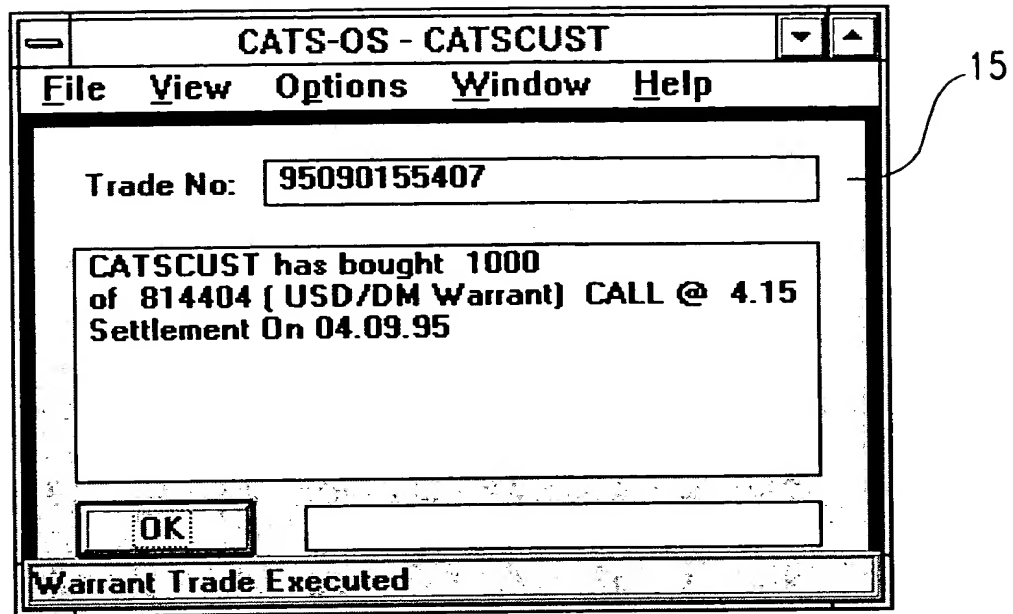 CATS-OS - CATSCUST
File View Options Window Help
15
Trade No: 95090155407
CATSCUST has bought 1000
of 814404 ( USD/DM Warrant) CALL @ 4.15
Settlement On 04.09.95
OK
Warrant Trade Executed